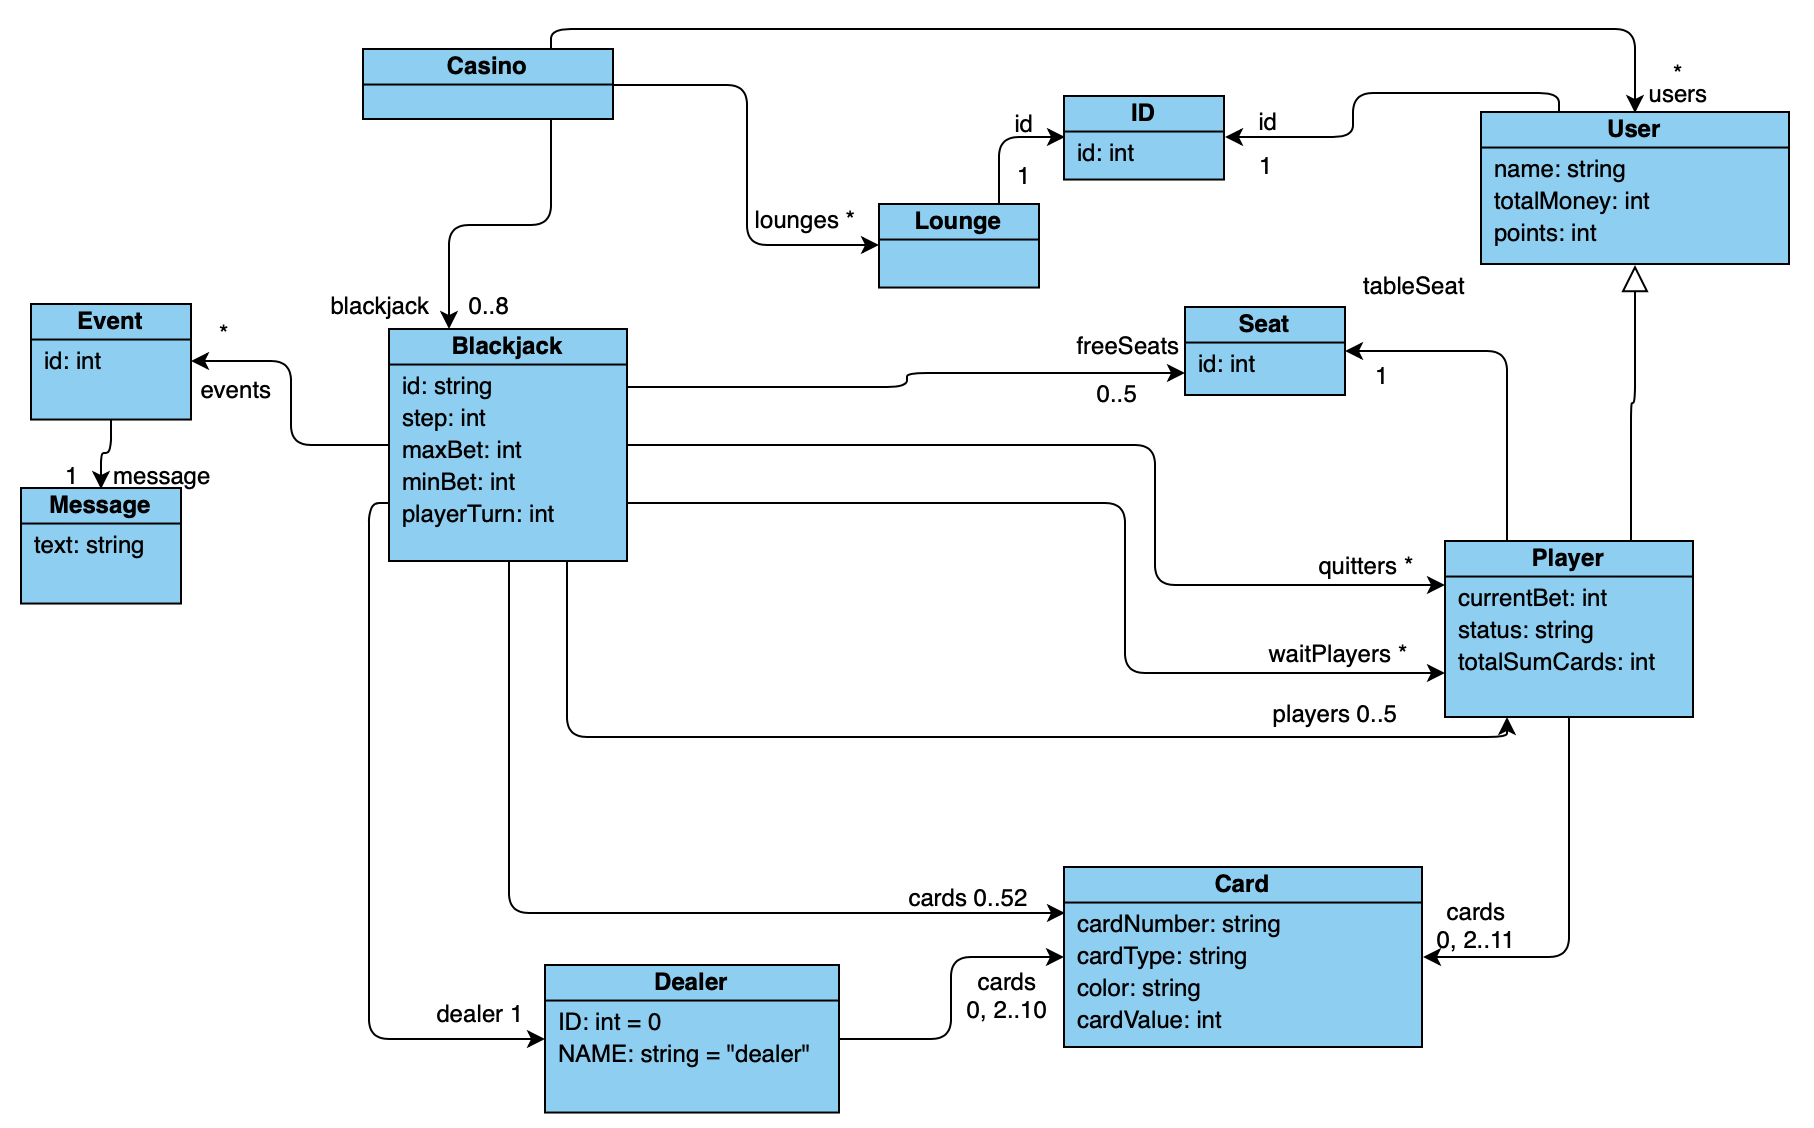 Casino
*
users
ID
id: int
id
1
id
1
User
name: string
totalMoney: int
points: int
lounges *
Lounge
blackjack
0..8
tableSeat
Event
id: int
*
events
Blackjack
id: string
step: int
maxBet: int
minBet: int
playerTurn: int
freeSeats
0..5
Seat
id: int
1
1
message
Message
text: string
quitters *
Player
currentBet: int
status: string
totalSumCards: int
waitPlayers *
players 0..5
cards 0..52
Card
cardNumber: string
cardType: string
color: string
cardValue: int
cards
0, 2..11
cards
0, 2..10
dealer 1
Dealer
ID: int = 0
NAME: string = "dealer"